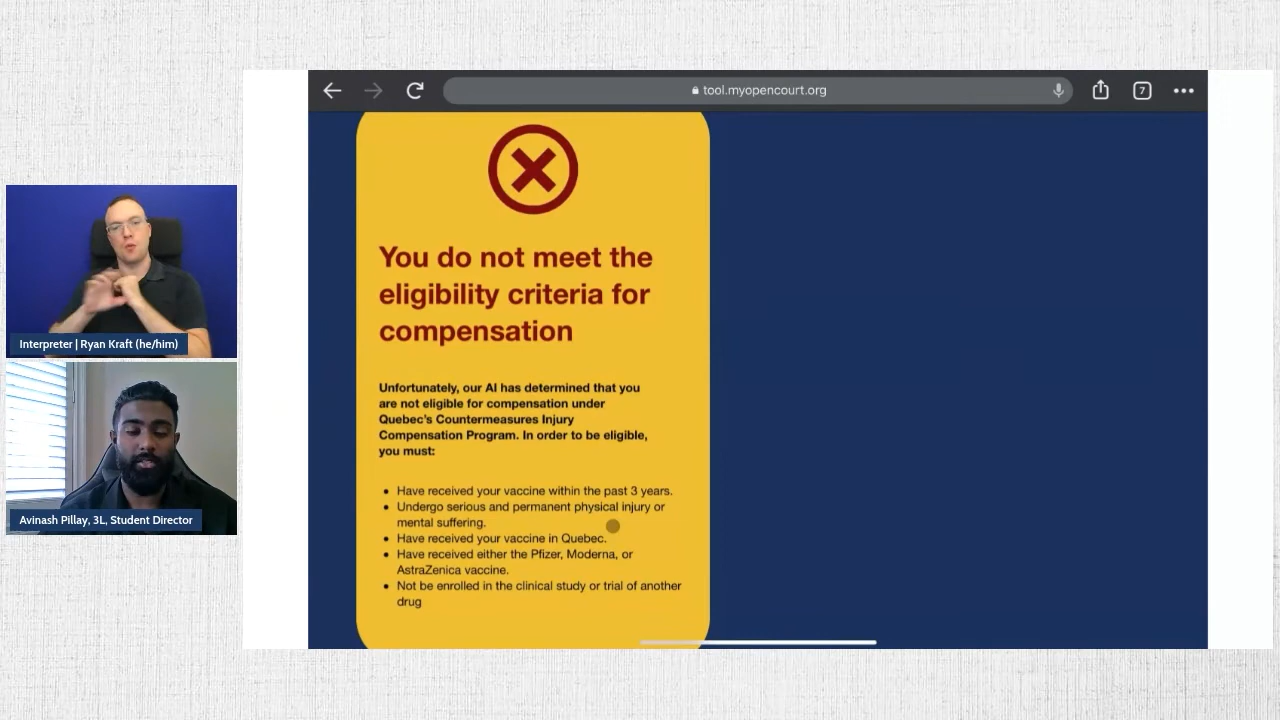 tool.myopencourt.org
7
You do not meet the
eligibility criteria for
compensation
Unfortunately, our AI has determined that you
are not eligible for compensation under
Quebec's Countermeasures Injury
Compensation Program. In order to be eligible,
you must:
• Have received your vaccine within the past 3 years.
• Undergo serious and permanent physical injury or
mental suffering.
• Have received your vaccine in Quebec.
• Have received either the Pfizer, Moderna, or
AstraZenica vaccine.
• Not be enrolled in the clinical study or trial of another
drug
Interpreter | Ryan Kraft (he/him)
Avinash Pillay, 3L, Student Director